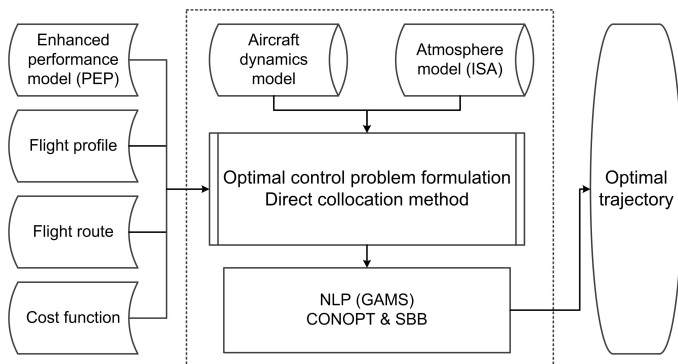 Enhanced
performance
model (PEP)
Flight profile
Flight route
Cost function
Aircraft
dynamics
model
Atmosphere
model (ISA)
Optimal control problem formulation
Direct collocation method
NLP (GAMS)
CONOPT & SBB
Optimal
trajectory